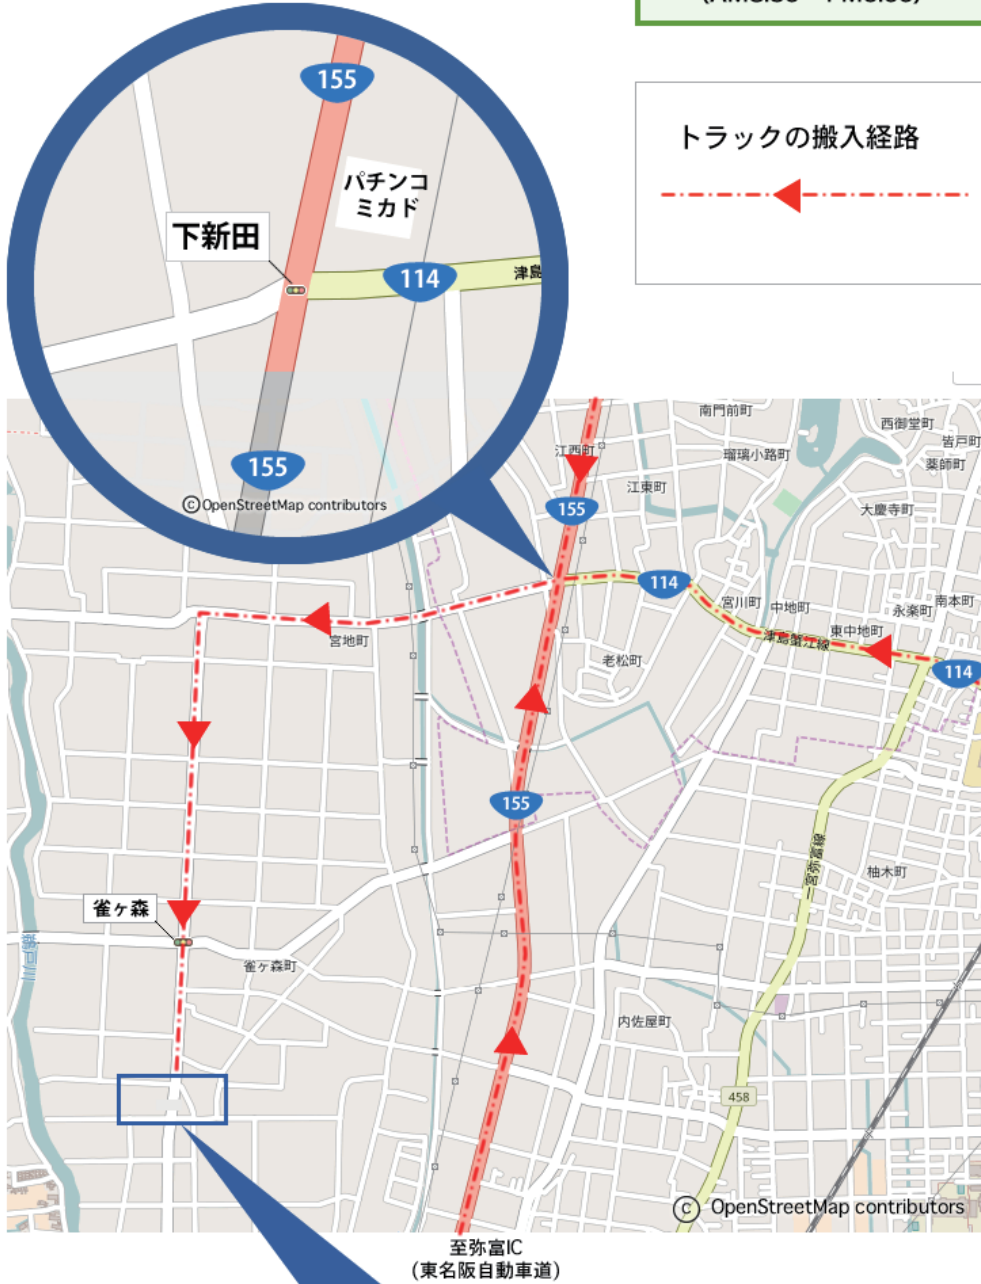 155
パチンコ
ミカド
下新田
114
津島
155
ⒸOpenStreetMap contributors
トラックの搬入経路
南門前町
西御堂町
皆戸町
江西町
瑠璃小路町
薬師町
江東町
155
大慶寺町
114
宮川町
中地町
永楽町
南本町
宮地町
東中地町
津島蟹江線
老松町
114
155
一宮弥富線
柚木町
雀ヶ森
雀ヶ森町
内佐屋町
458
Ⓒ OpenStreetMap contributors
至弥富IC
(東名阪自動車道)